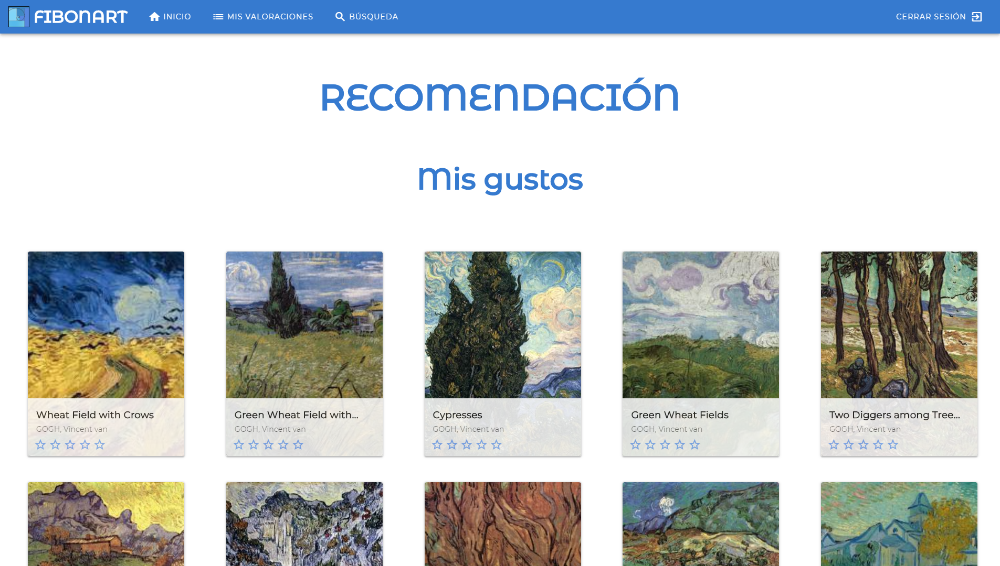 FIBONART INICIO MIS VALORACIONES BÚSQUEDA CERRAR SESIÓN
RECOMENDACIÓN
Mis gustos
Wheat Field with Crows
GOGH, Vincent van
Green Wheat Field with...
GOGH, Vincent van
Cypresses
GOGH, Vincent van
Green Wheat Fields
GOGH, Vincent van
Two Diggers among Tree...
GOGH, Vincent van